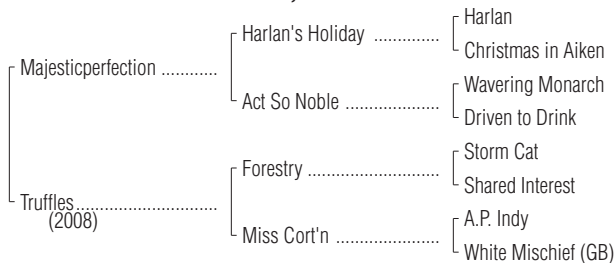 Harlan
Harlan's Holiday ...............
Christmas in Aiken
Majesticperfection ............
Wavering Monarch
Act So Noble ......................
Driven to Drink
Storm Cat
Forestry ..............................
Shared Interest
Truffles.................................
(2008)
A.P. Indy
Miss Cort'n ........................
White Mischief (GB)